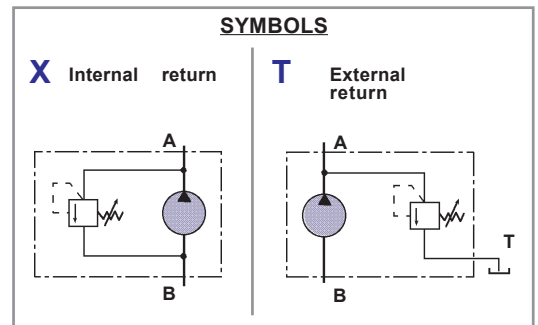 SYMBOLS
X Internal return
A
B
T External
return
A
T
B